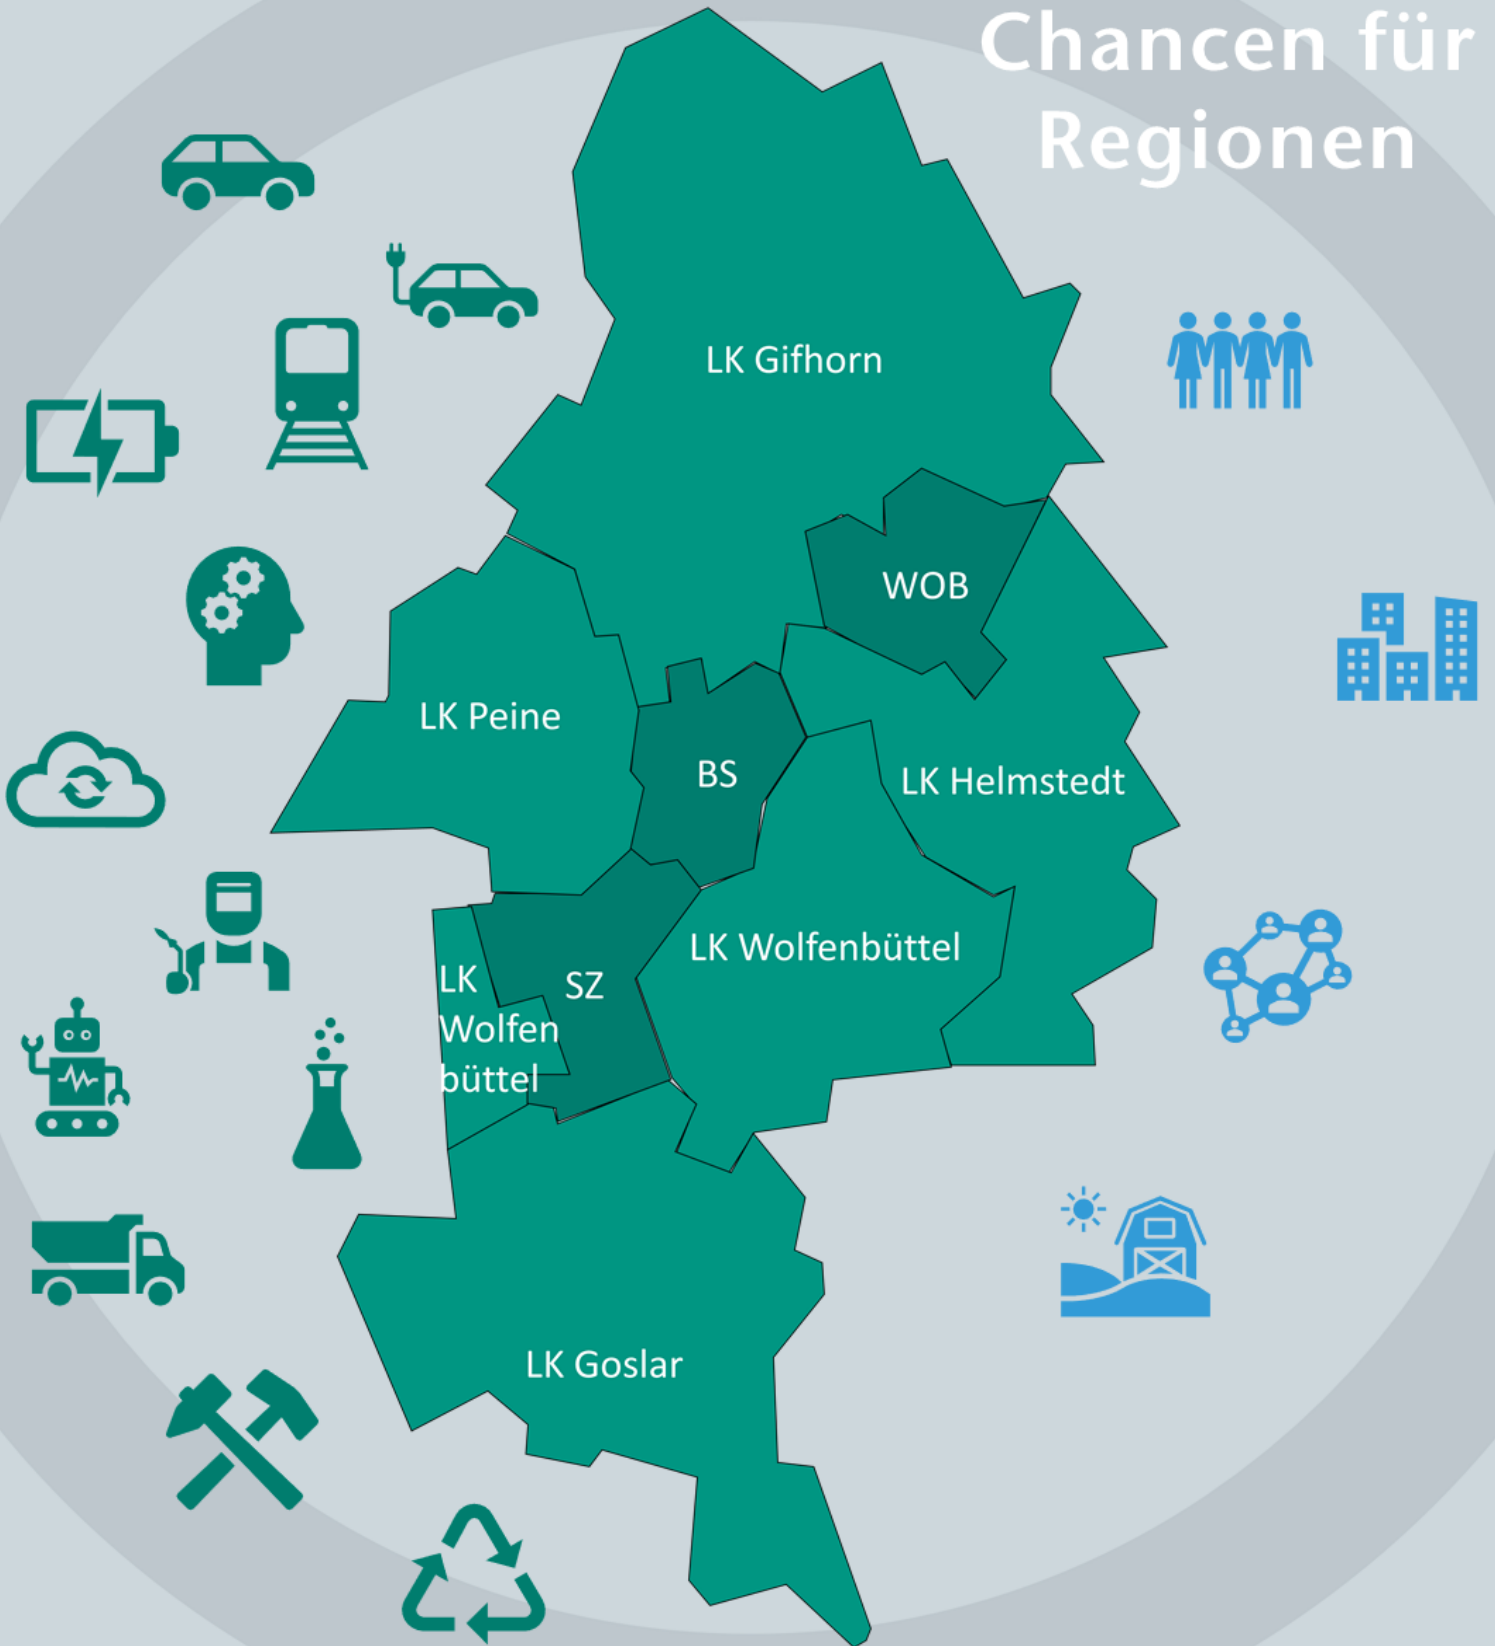 Chancen für
Regionen
LK Gifhorn
WOB
LK Peine
BS
LK Helmstedt
LK Wolfenbüttel
LK
Wolfen
büttel
SZ
LK Goslar